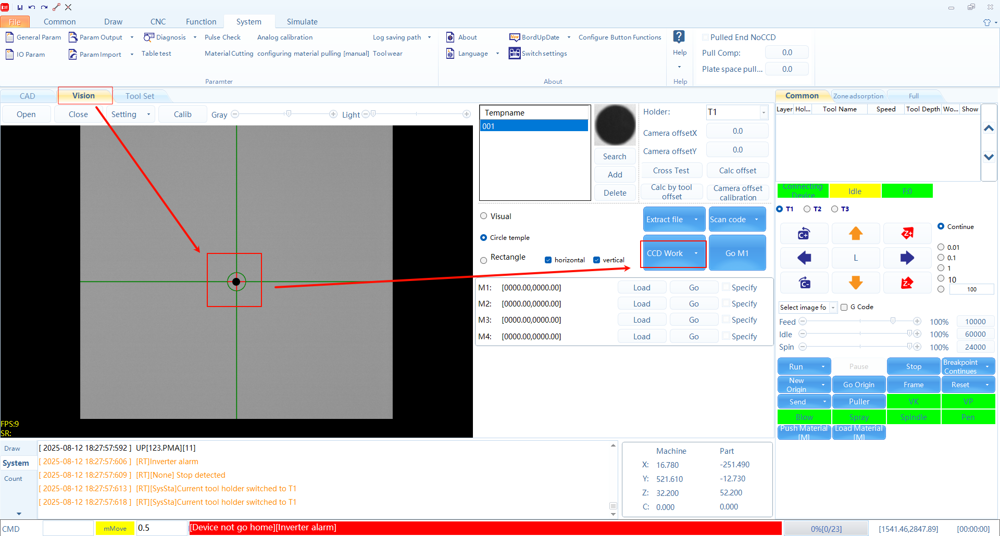 File
Common
Draw
CNC
Function
System
Simulate
General Param
Param Output
Diagnosis
Pulse Check
Analog calibration
Log saving path
About
BordUpDate
Configure Button Functions
Pulled End NoCCD
IO Param
Param Import
Table test
Material Cutting
configuring material pulling [manual]
Tool wear
Language
Switch settings
Help
Pull Comp:
0.0
Plate space pull...
0.0
Paramter
About
Help
CAD
Vision
Tool Set
Common
Zone adsorption
Full
Open
Close
Setting
Calib
Gray
Light
Tempname
001
Search
Add
Delete
Holder:
T1
Camera offsetX
0.0
Camera offsetY
0.0
Cross Test
Calc offset
Calc by tool
offset
Camera offset
calibration
Layer
Hol...
Tool Name
Speed
Tool Depth
Wo...
Show
Connecting
Device
Idle
F:0
T1
T2
T3
Visual
Circle temple
Rectangle
horizontal
vertical
Extract file
Scan code
CCD Work
Go M1
C+
Z+
L
C-
Z-
Continue
0.01
0.1
1
10
100
M1:
[0000.00,0000.00]
Load
Go
Specify
M2:
[0000.00,0000.00]
Load
Go
Specify
M3:
[0000.00,0000.00]
Load
Go
Specify
M4:
[0000.00,0000.00]
Load
Go
Specify
Select image fo
G Code
Feed
100%
10000
Idle
100%
60000
Spin
100%
24000
Run
Pause
Stop
Breakpoint
Continues
New
Origin
Go Origin
Frame
Reset
Send
Puller
VK
VP
Blow
Spray
Spindle
Pen
Push Material
[M]
Load Material
[M]
FPS:9
SR:
Draw
System
Count
[ 2025-08-12 18:27:57:592 ] UP[123.PMA][11]
[ 2025-08-12 18:27:57:606 ] [RT]Inverter alarm
[ 2025-08-12 18:27:57:609 ] [RT][None] Stop detected
[ 2025-08-12 18:27:57:613 ] [RT][SysSta]Current tool holder switched to T1
[ 2025-08-12 18:27:57:618 ] [RT][SysSta]Current tool holder switched to T1
Machine
Part
X:
16.780
-251.490
Y:
521.610
-12.730
Z:
32.200
52.200
C:
0.000
0.000
CMD
mMove
0.5
[Device not go home][Inverter alarm]
0%[0/23]
[1541.46,2847.89]
[00:00:00]